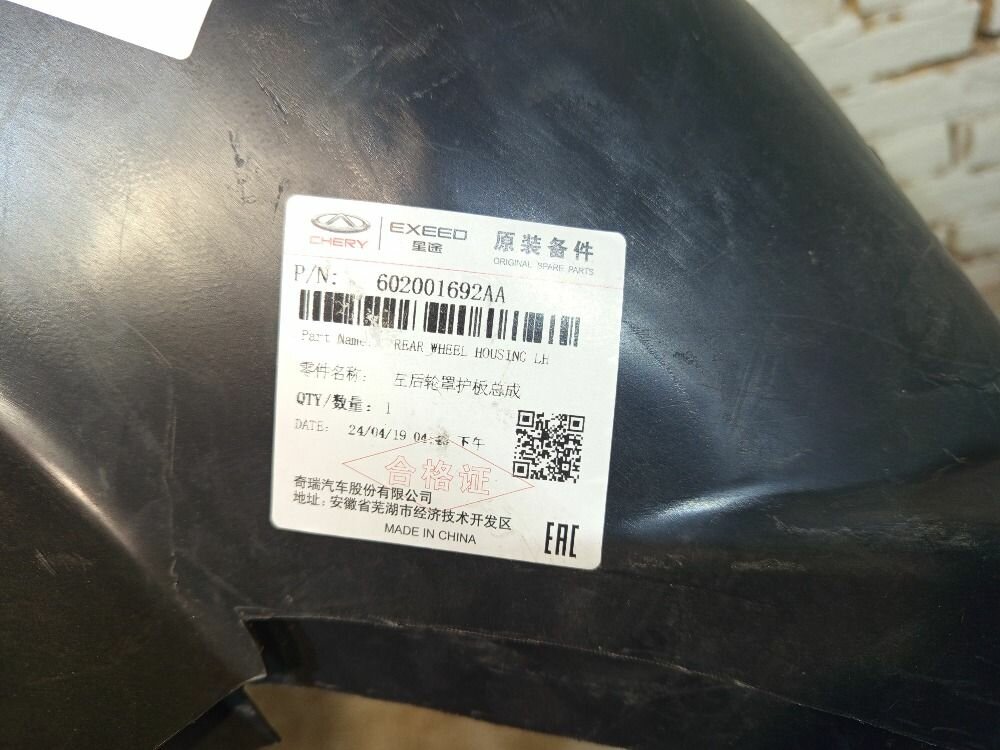 CHERY
EXEED
星途
原装备件
ORIGINAL SPARE PARTS
P/N: 602001692AA
Part Name: REAR WHEEL HOUSING LH
零件名称: 左后轮罩护板总成
QTY/数量: 1
DATE: 24/04/19 下午
合格证
奇瑞汽车股份有限公司
地址: 安徽省芜湖市经济技术开发区
MADE IN CHINA
EAC